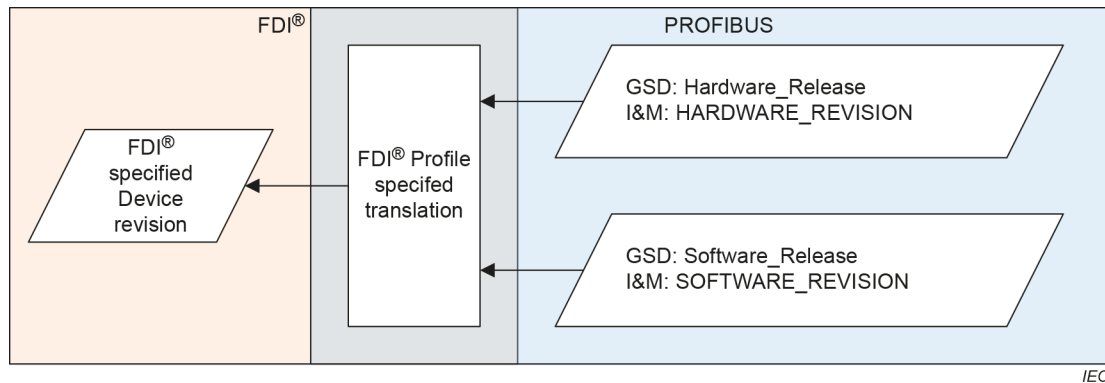 FDI®
PROFIBUS
GSD: Hardware_Release
I&M: HARDWARE_REVISION
FDI®
specified
Device
revision
FDI® Profile
specifed
translation
GSD: Software_Release
I&M: SOFTWARE_REVISION
IEC